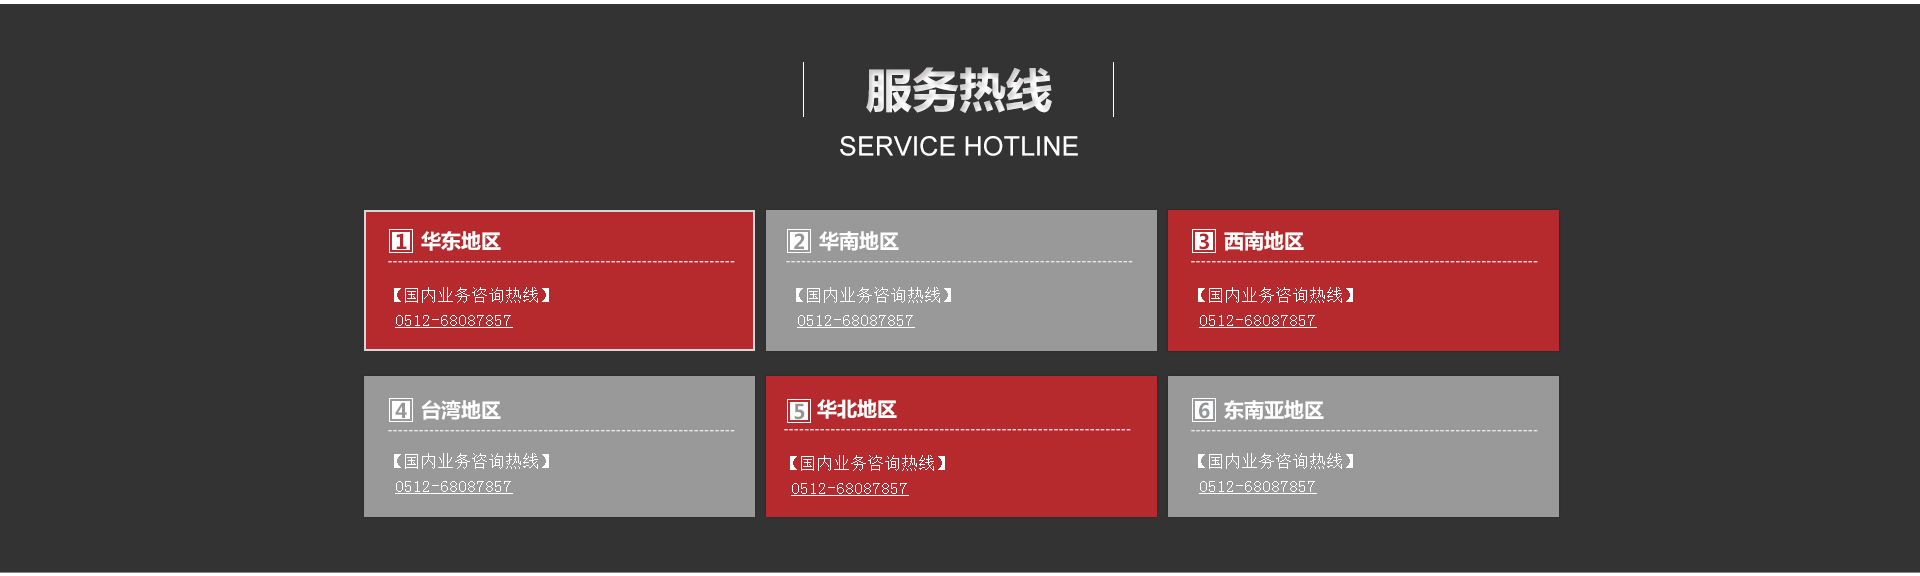 服务热线
SERVICE HOTLINE
1 华东地区
【国内业务咨询热线】
0512-68087857
2 华南地区
【国内业务咨询热线】
0512-68087857
3 西南地区
【国内业务咨询热线】
0512-68087857
4 台湾地区
【国内业务咨询热线】
0512-68087857
5 华北地区
【国内业务咨询热线】
0512-68087857
6 东南亚地区
【国内业务咨询热线】
0512-68087857